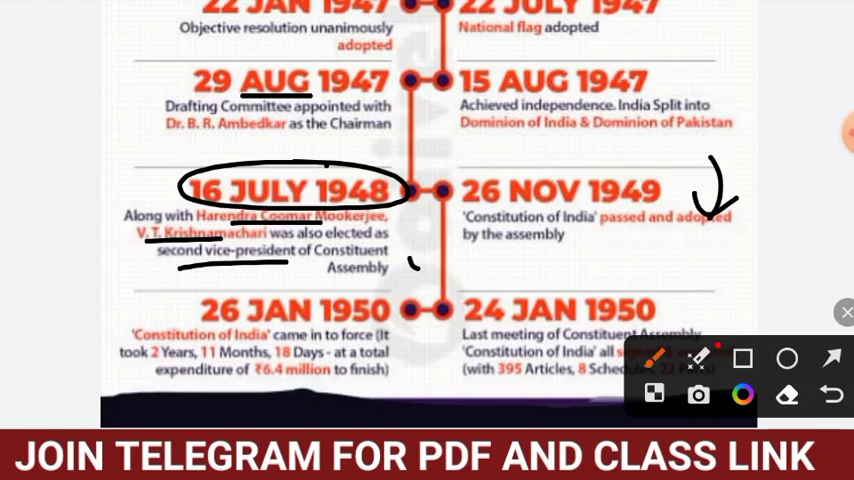 22 JAN 1947
Objective resolution unanimously
adopted
22 JULY 1947
National flag adopted
29 AUG 1947
Drafting Committee appointed with
Dr. B. R. Ambedkar as the Chairman
15 AUG 1947
Achieved independence. India Split into
Dominion of India & Dominion of Pakistan
16 JULY 1948
Along with Harendra Coomar Mookerjee,
V. T. Krishnamachari was also elected as
second vice-president of Constituent
Assembly
26 NOV 1949
'Constitution of India' passed and adopted
by the assembly
26 JAN 1950
'Constitution of India' came in to force (It
took 2 Years, 11 Months, 18 Days - at a total
expenditure of ₹6.4 million to finish)
24 JAN 1950
Last meeting of Constituent Assembly
'Constitution of India' all
(with 395 Articles, 8 Schedules, 22 Parts)
JOIN TELEGRAM FOR PDF AND CLASS LINK